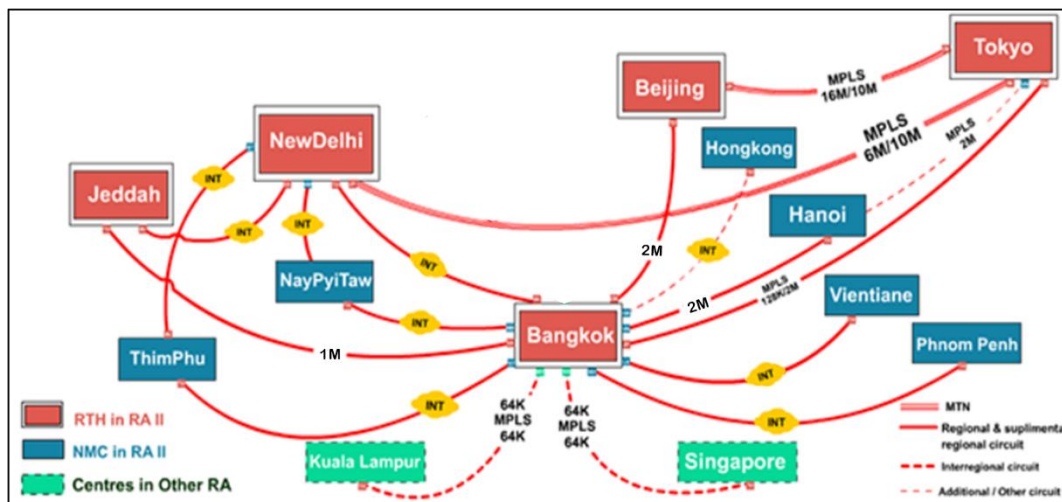 Tokyo
Beijing
MPLS
16M/10M
NewDelhi
Hongkong
MPLS
6M/10M
MPLS
2M
INT
Jeddah
INT
INT
Hanoi
2M
INT
INT
NayPyiTaw
INT
2M
MPLS
128K/2M
Vientiane
Bangkok
ThimPhu
1M
INT
Phnom Penh
INT
INT
64K
MPLS
64K
64K
MPLS
64K
RTH in RA II
NMC in RA II
Centres in Other RA
Kuala Lampur
Singapore
MTN
Regional & suplimental
regional circuit
Interregional circuit
Additional / Other circuit